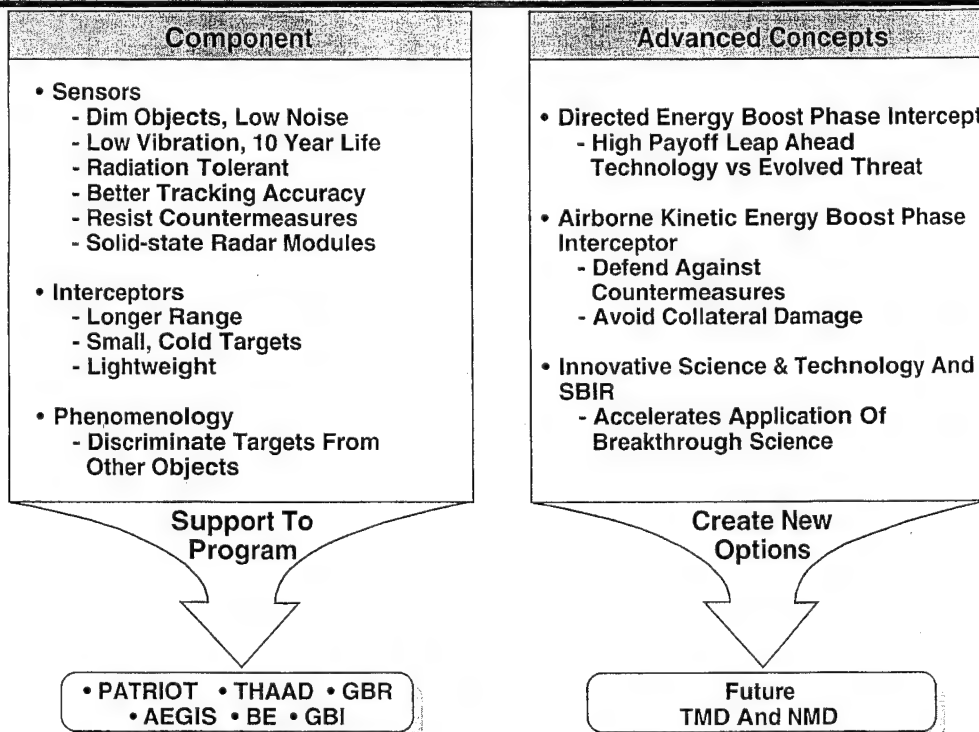 Component
• Sensors
- Dim Objects, Low Noise
- Low Vibration, 10 Year Life
- Radiation Tolerant
- Better Tracking Accuracy
- Resist Countermeasures
- Solid-state Radar Modules
• Interceptors
- Longer Range
- Small, Cold Targets
- Lightweight
• Phenomenology
- Discriminate Targets From
Other Objects
Support To
Program
• PATRIOT • THAAD • GBR
• AEGIS • BE • GBI
Advanced Concepts
• Directed Energy Boost Phase Intercept
- High Payoff Leap Ahead
Technology vs Evolved Threat
• Airborne Kinetic Energy Boost Phase
Interceptor
- Defend Against
Countermeasures
- Avoid Collateral Damage
• Innovative Science & Technology And
SBIR
- Accelerates Application Of
Breakthrough Science
Create New
Options
Future
TMD And NMD